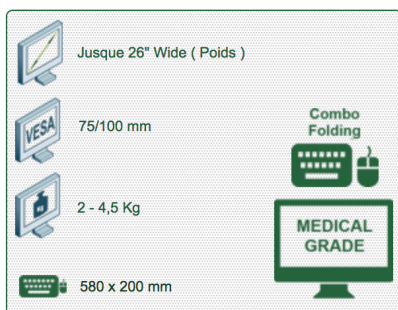 Jusque 26" Wide ( Poids )
VESA
75/100 mm
Combo
Folding
KG
2 - 4,5 Kg
MEDICAL
GRADE
580 x 200 mm